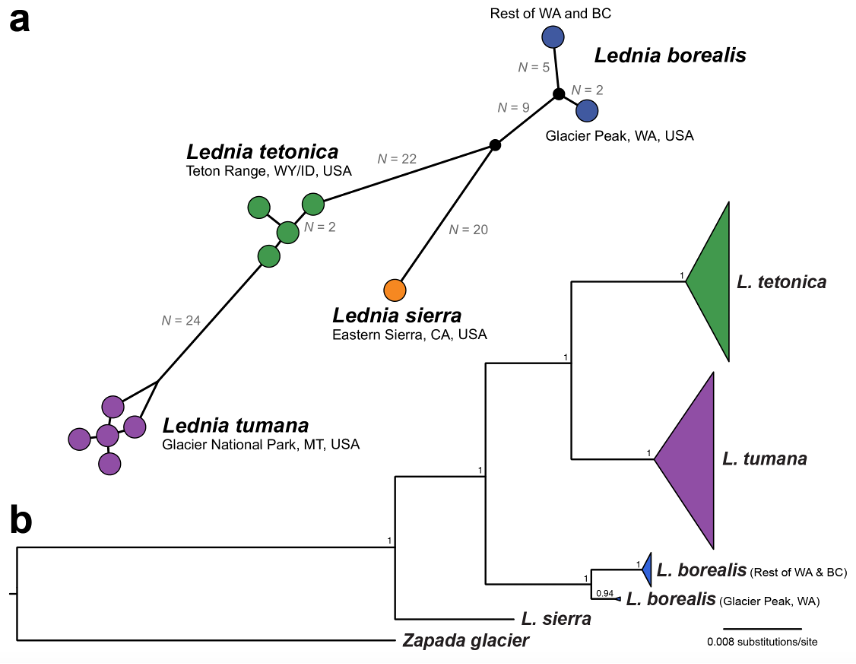 a
Rest of WA and BC
Lednia borealis
N = 5
N = 2
N = 9
Glacier Peak, WA, USA
Lednia tetonica
Teton Range, WY/ID, USA
N = 22
N = 2
N = 20
Lednia sierra
Eastern Sierra, CA, USA
N = 24
Lednia tumana
Glacier National Park, MT, USA
b
1
L. tetonica
1
1
L. tumana
1
1
1
L. borealis (Rest of WA & BC)
1
0.94
L. borealis (Glacier Peak, WA)
L. sierra
Zapada glacier
0.008 substitutions/site